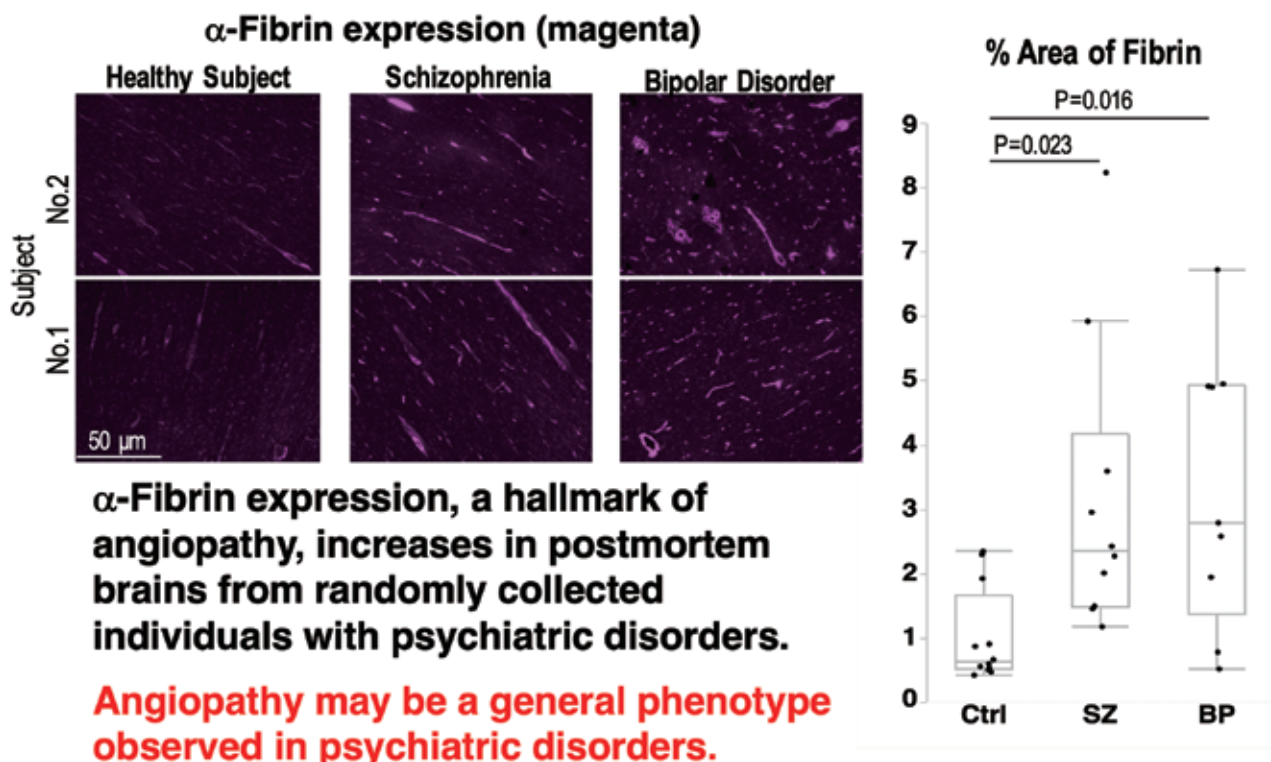 α-Fibrin expression (magenta)
Healthy Subject
Schizophrenia
Bipolar Disorder
Subject
No.2
No.1
50 μm
α-Fibrin expression, a hallmark of
angiopathy, increases in postmortem
brains from randomly collected
individuals with psychiatric disorders.
Angiopathy may be a general phenotype
observed in psychiatric disorders.
% Area of Fibrin
P=0.016
P=0.023
9
8
7
6
5
4
3
2
1
0
Ctrl SZ BP